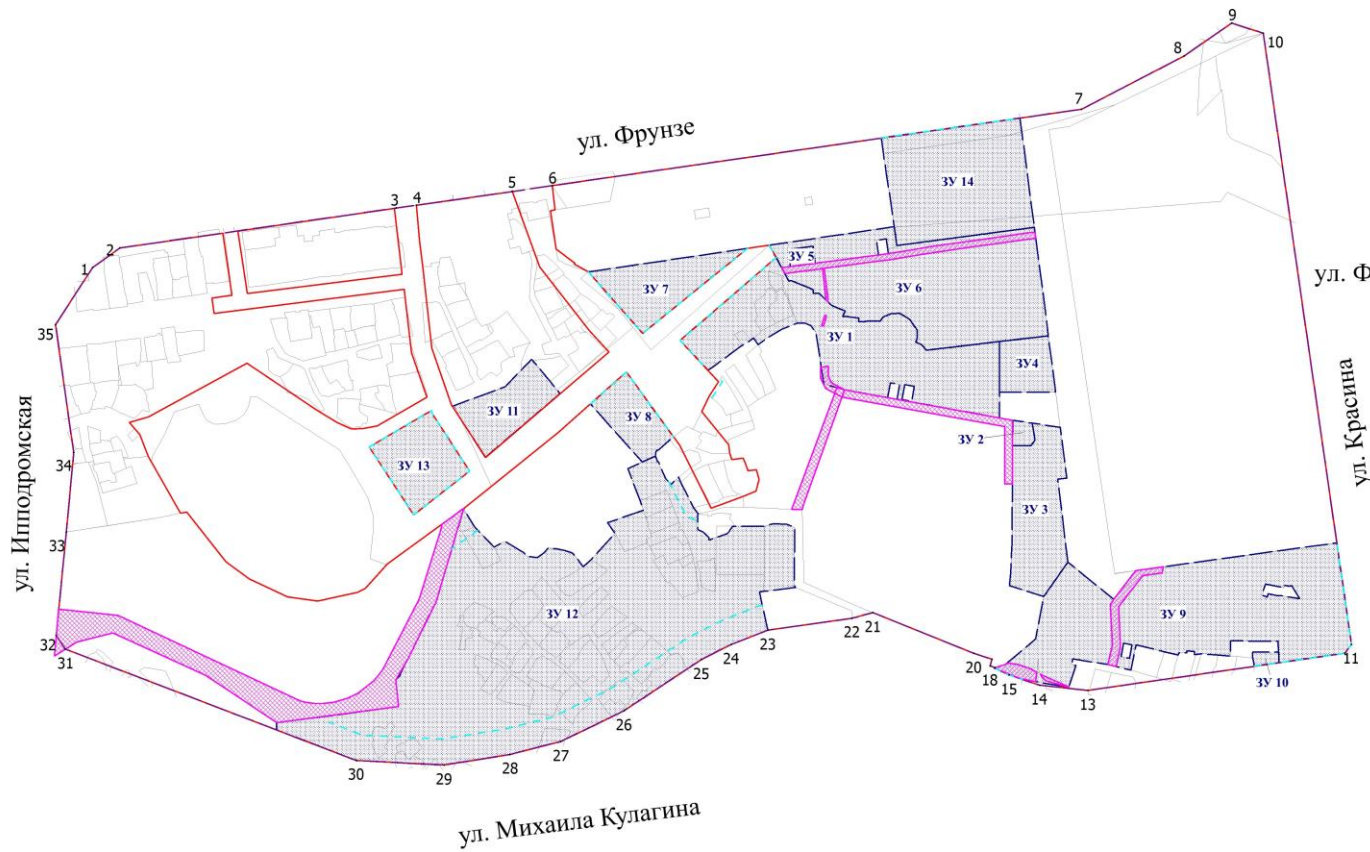 9
8
10
7
ул. Фрунзе
6
5
3
4
ЗУ 14
2
1
ЗУ 5
ул. Ф
ЗУ 7
ЗУ 6
35
ЗУ 1
ЗУ4
ул. Красина
ЗУ 11
ЗУ 8
ЗУ 2
34
ЗУ 13
ул. Ипподромская
ЗУ 3
33
ЗУ 12
ЗУ 9
32
31
22
21
23
24
25
20
18
15
14
13
11
ЗУ 10
26
27
28
29
30
ул. Михаила Кулагина